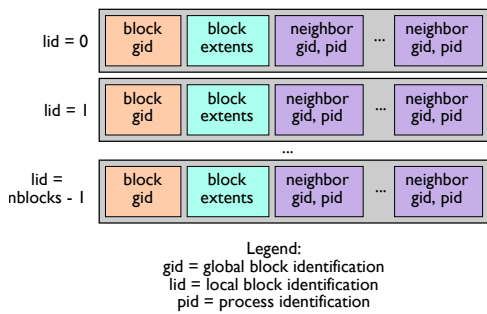 lid = 0
block gid
block extents
neighbor gid, pid
...
neighbor gid, pid
lid = 1
block gid
block extents
neighbor gid, pid
...
neighbor gid, pid
...
lid =
nblocks - 1
block gid
block extents
neighbor gid, pid
...
neighbor gid, pid
Legend:
gid = global block identification
lid = local block identification
pid = process identification